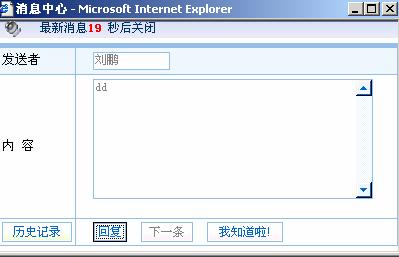 消息中心 - Microsoft Internet Explorer
最新消息19 秒后关闭
发送者 刘鹏
内 容 dd
历史记录 回复 下一条 我知道啦!